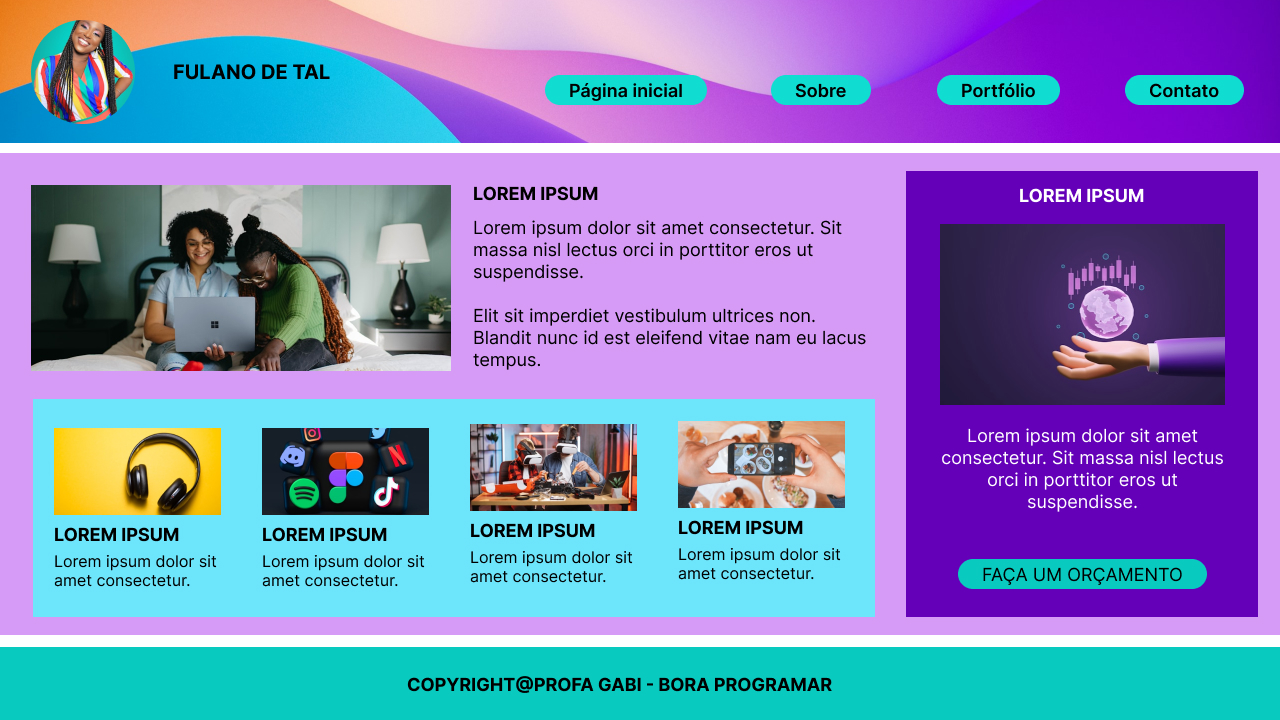 FULANO DE TAL
Página inicial
Sobre
Portfólio
Contato
LOREM IPSUM
Lorem ipsum dolor sit amet consectetur. Sit
massa nisl lectus orci in porttitor eros ut
suspendisse.
Elit sit imperdiet vestibulum ultrices non.
Blandit nunc id est eleifend vitae nam eu lacus
tempus.
LOREM IPSUM
Lorem ipsum dolor sit
amet consectetur.
LOREM IPSUM
Lorem ipsum dolor sit
amet consectetur.
LOREM IPSUM
Lorem ipsum dolor sit
amet consectetur.
LOREM IPSUM
Lorem ipsum dolor sit
amet consectetur.
LOREM IPSUM
Lorem ipsum dolor sit amet
consectetur. Sit massa nisl lectus
orci in porttitor eros ut
suspendisse.
FAÇA UM ORÇAMENTO
COPYRIGHT@PROFA GABI - BORA PROGRAMAR